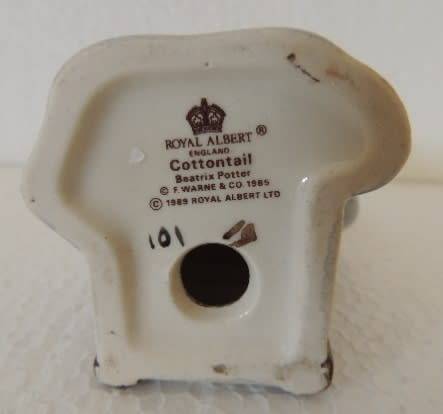 ROYAL ALBERT ®
ENGLAND
Cottontail
Beatrix Potter
© F. WARNE & CO. 1985
© 1989 ROYAL ALBERT LTD
101